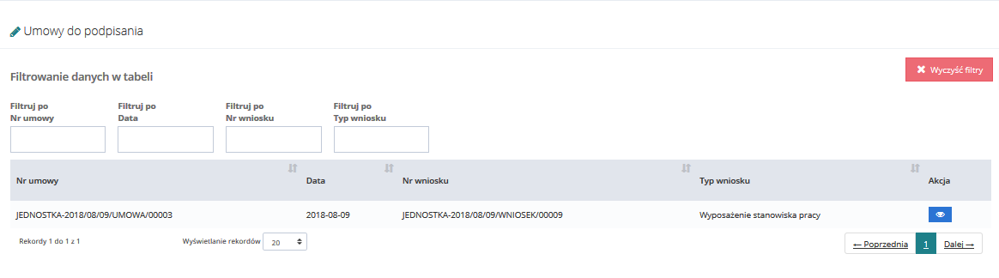 Umowy do podpisania
Wyczyść filtry
Filtrowanie danych w tabeli
Filtruj po Filtruj po Filtruj po Filtruj po
Nr umowy Data Nr wniosku Typ wniosku
Nr umowy Data Nr wniosku Typ wniosku Akcja
JEDNOSTKA-2018/08/09/UMOWA/00003 2018-08-09 JEDNOSTKA-2018/08/09/WNIOSEK/00009 Wyposażenie stanowiska pracy
Rekordy 1 do 1 z 1 Wyświetlanie rekordów 20 ← Poprzednia 1 Dalej →